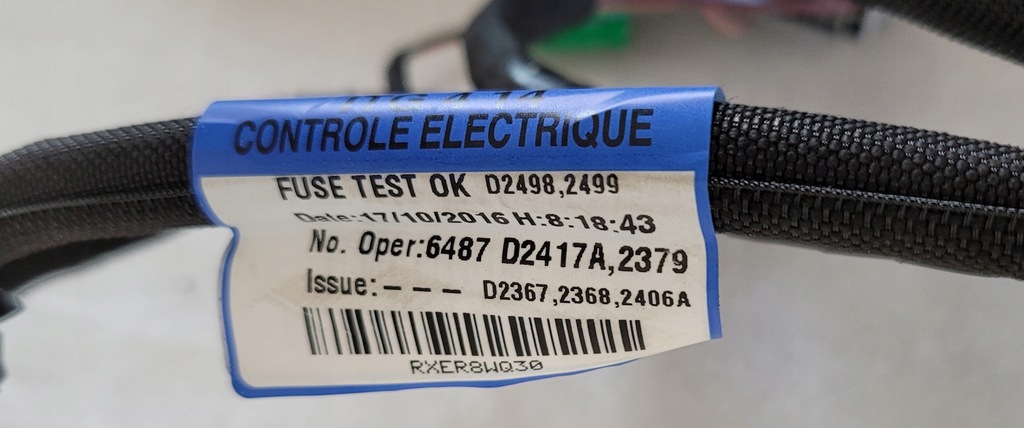 CONTROLE ELECTRIQUE
FUSE TEST OK D2498,2499
Date:17/10/2016 H:8:18:43
No. Oper:6487 D2417A,2379
Issue:--- D2367,2368,2406A
RXER8WQ30